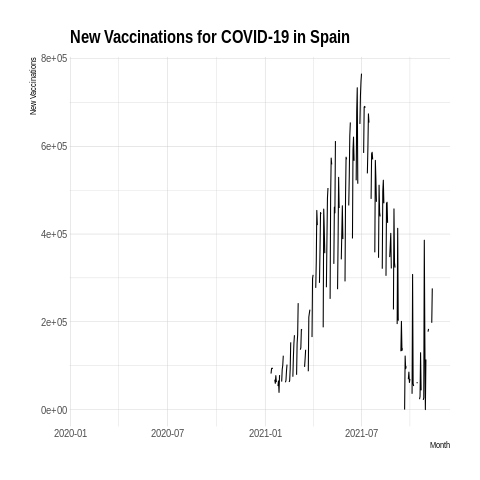 New Vaccinations for COVID-19 in Spain
New Vaccinations
8e+05
6e+05
4e+05
2e+05
0e+00
2020-01
2020-07
2021-01
2021-07
Month